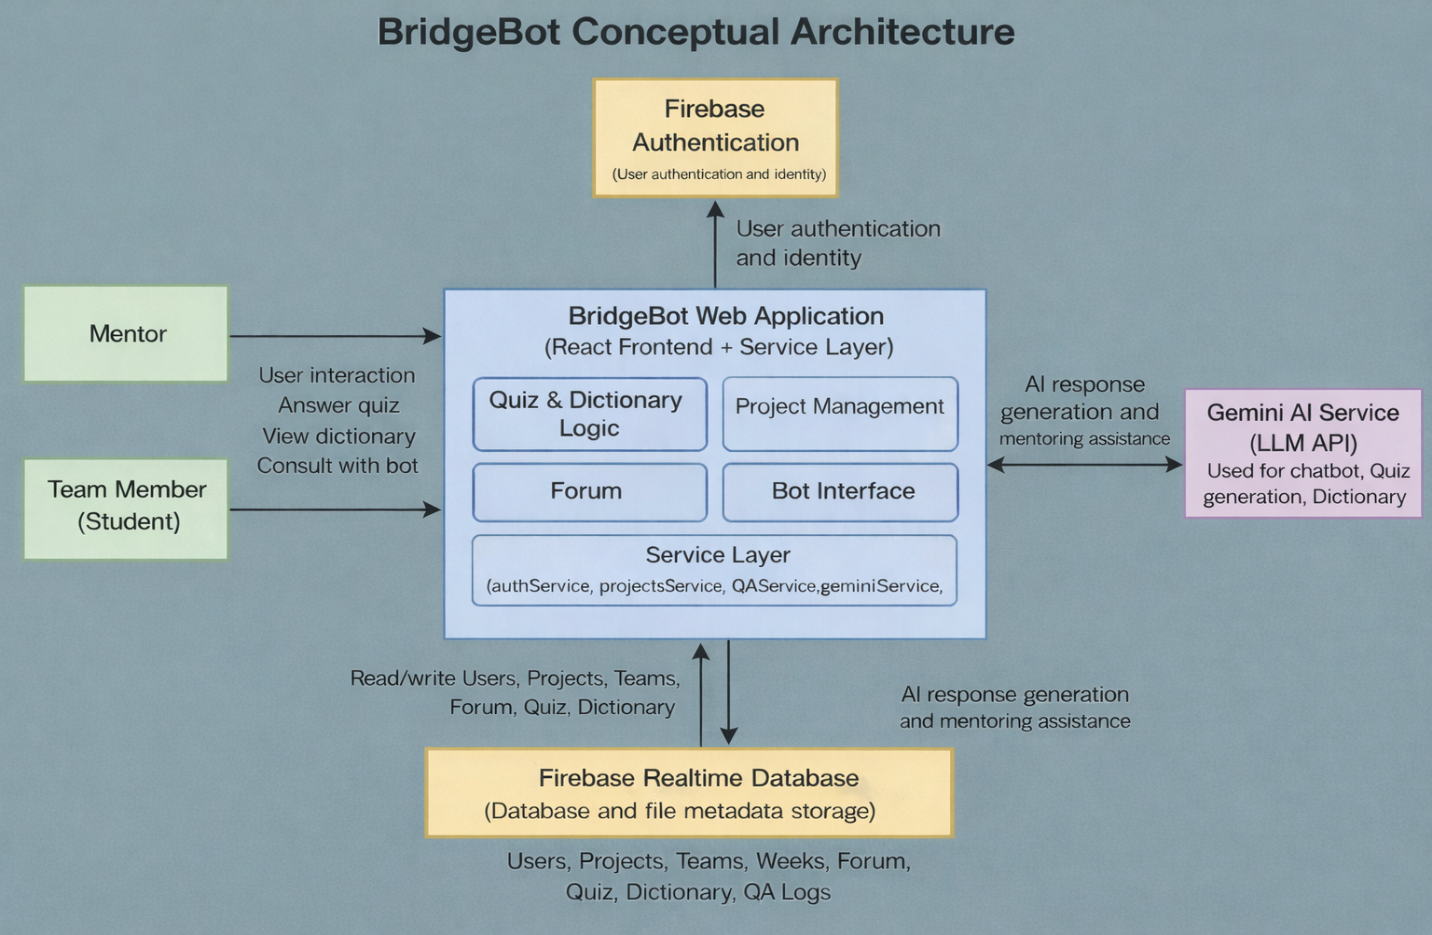 BridgeBot Conceptual Architecture
Firebase
Authentication
(User authentication and identity)
User authentication
and identity
Mentor
User interaction
Answer quiz
View dictionary
Consult with bot
Team Member
(Student)
BridgeBot Web Application
(React Frontend + Service Layer)
Quiz & Dictionary
Logic
Project Management
Forum
Bot Interface
Service Layer
(authService, projectsService, QAService,geminiService,
AI response
generation and
mentoring assistance
Gemini AI Service
(LLM API)
Used for chatbot, Quiz
generation, Dictionary
Read/write Users, Projects, Teams,
Forum, Quiz, Dictionary
AI response generation
and mentoring assistance
Firebase Realtime Database
(Database and file metadata storage)
Users, Projects, Teams, Weeks, Forum,
Quiz, Dictionary, QA Logs